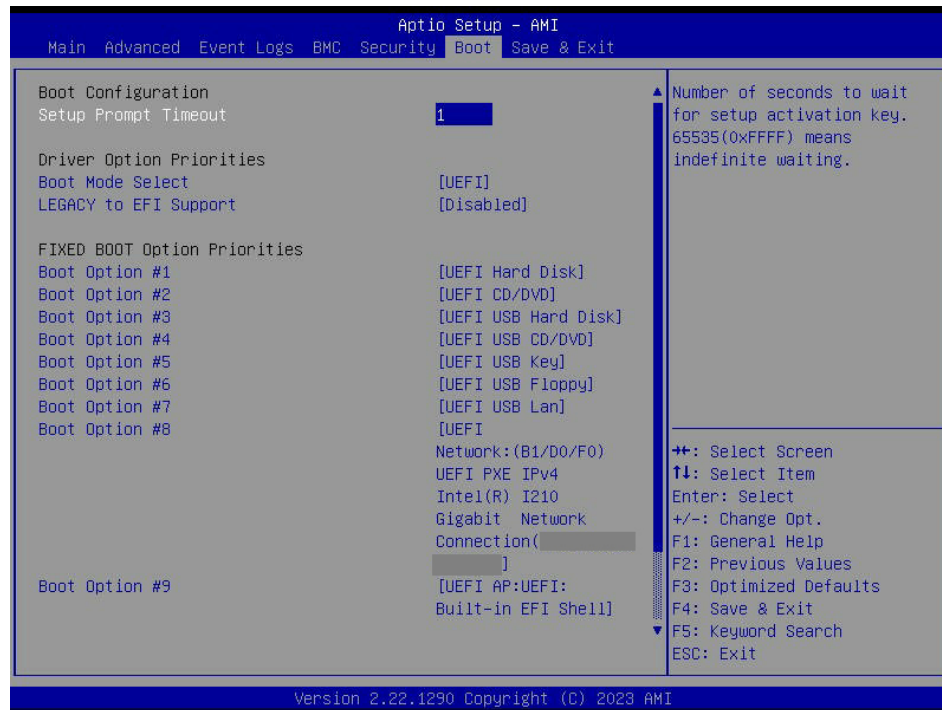 Aptio Setup – AMI
Main Advanced Event Logs BMC Security Boot Save & Exit
Boot Configuration
Setup Prompt Timeout 1
Driver Option Priorities
Boot Mode Select [UEFI]
LEGACY to EFI Support [Disabled]
FIXED BOOT Option Priorities
Boot Option #1 [UEFI Hard Disk]
Boot Option #2 [UEFI CD/DVD]
Boot Option #3 [UEFI USB Hard Disk]
Boot Option #4 [UEFI USB CD/DVD]
Boot Option #5 [UEFI USB Key]
Boot Option #6 [UEFI USB Floppy]
Boot Option #7 [UEFI USB Lan]
Boot Option #8 [UEFI
Network:(B1/D0/F0)
UEFI PXE IPv4
Intel(R) I210
Gigabit Network
Connection(
]
Boot Option #9 [UEFI AP:UEFI:
Built-in EFI Shell]
Number of seconds to wait
for setup activation key.
65535(0xFFFF) means
indefinite waiting.
→←: Select Screen
↑↓: Select Item
Enter: Select
+/-: Change Opt.
F1: General Help
F2: Previous Values
F3: Optimized Defaults
F4: Save & Exit
F5: Keyword Search
ESC: Exit
Version 2.22.1290 Copyright (C) 2023 AMI